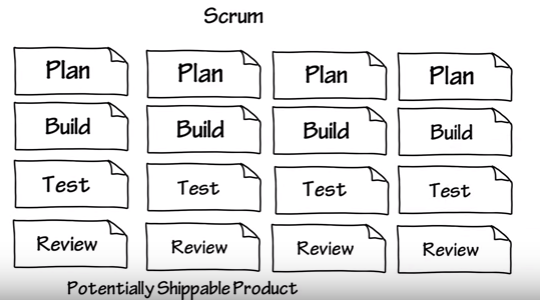 Scrum
Plan Plan Plan Plan
Build Build Build Build
Test Test Test Test
Review Review Review Review
Potentially Shippable Product